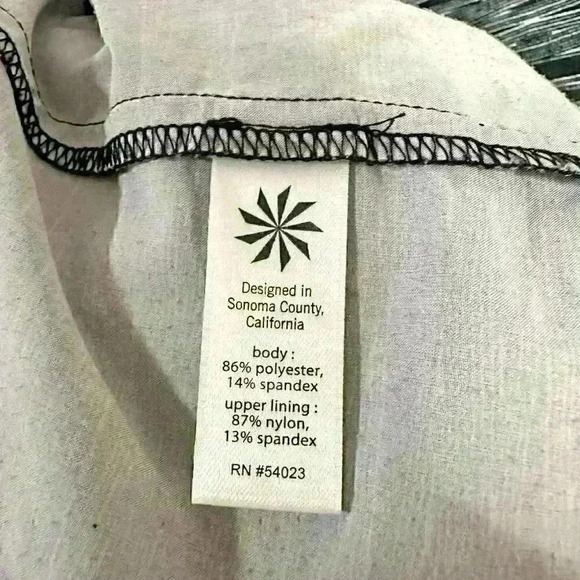 Designed in
Sonoma County,
California
body :
86% polyester,
14% spandex
upper lining :
87% nylon,
13% spandex
RN #54023